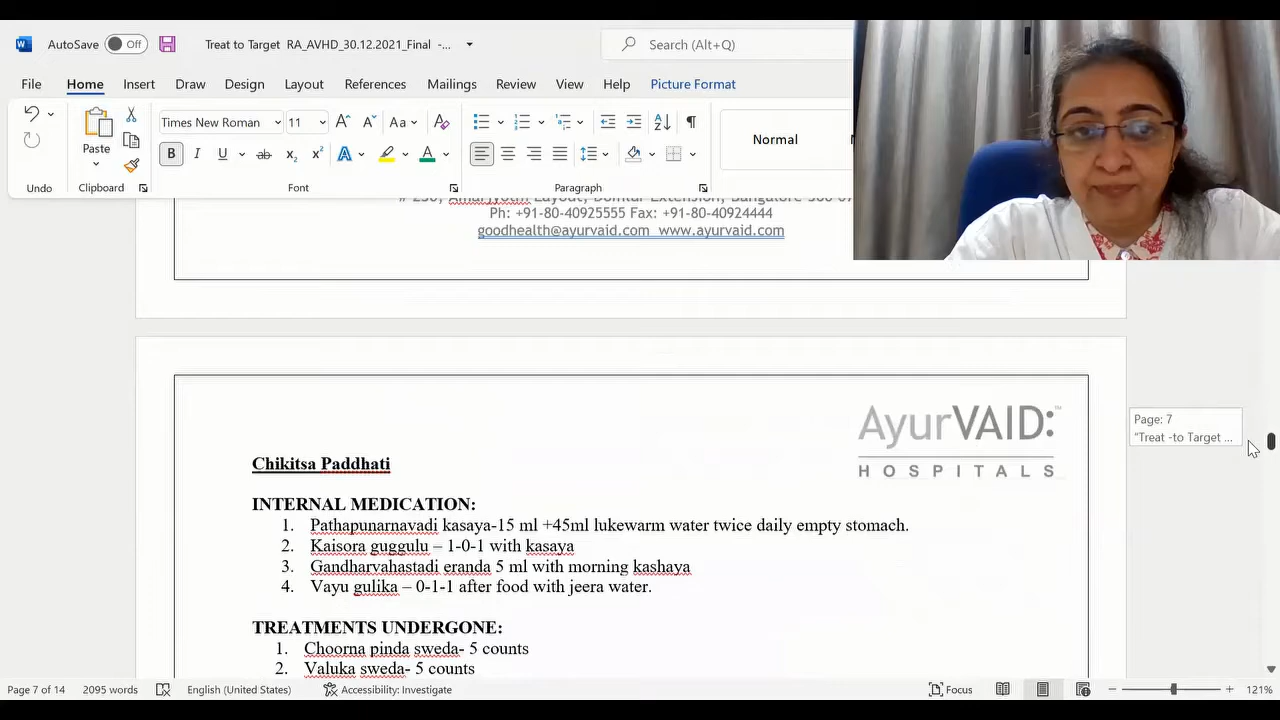 AutoSave Off Treat to Target RA_AVHD_30.12.2021_Final -... Search (Alt+Q)
File Home Insert Draw Design Layout References Mailings Review View Help Picture Format
Times New Roman 11 Aa
Paste B I U ab x₂ x² A A Normal
Undo Clipboard Font Paragraph
Ph: +91-80-40925555 Fax: +91-80-40924444
goodhealth@ayurvaid.com www.ayurvaid.com
AyurVAID:™
HOSPITALS
Page: 7
"Treat -to Target ...
Chikitsa Paddhati
INTERNAL MEDICATION:
1. Pathapunarnavadi kasaya-15 ml +45ml lukewarm water twice daily empty stomach.
2. Kaisora guggulu – 1-0-1 with kasaya
3. Gandharvahastadi eranda 5 ml with morning kashaya
4. Vayu gulika – 0-1-1 after food with jeera water.
TREATMENTS UNDERGONE:
1. Choorna pinda sweda- 5 counts
2. Valuka sweda- 5 counts
Page 7 of 14 2095 words English (United States) Accessibility: Investigate Focus 121%